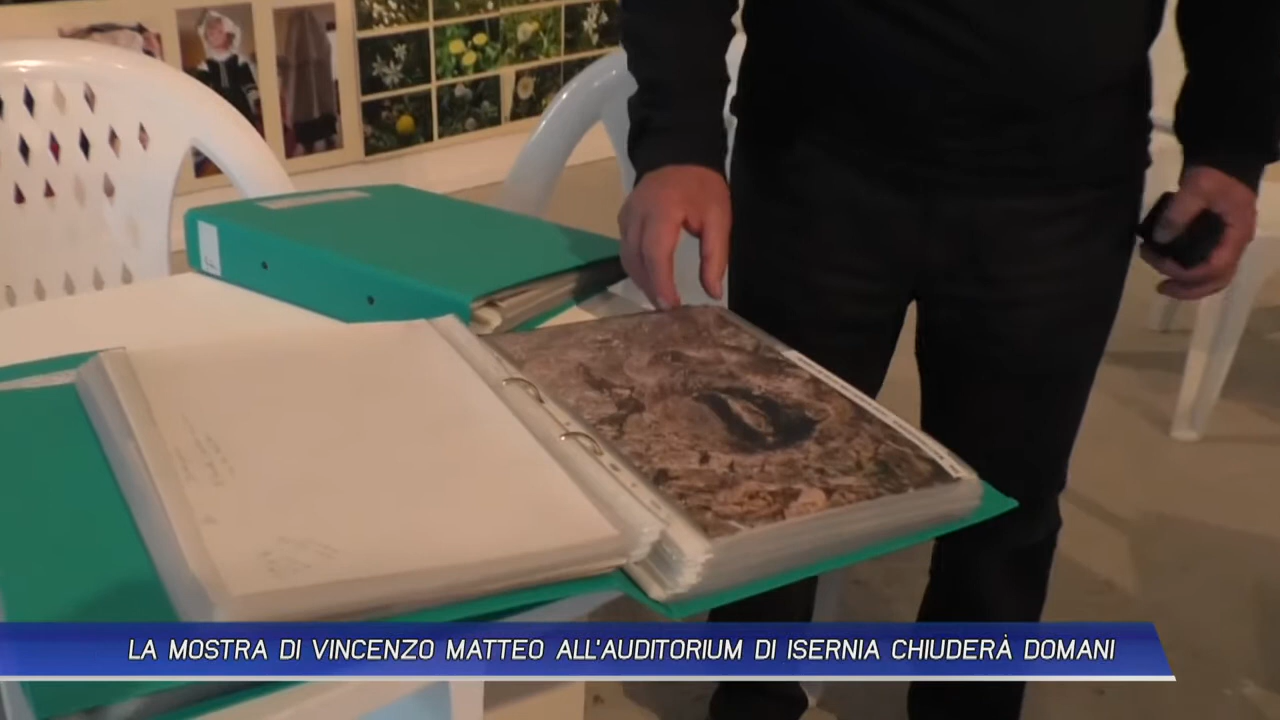 LA MOSTRA DI VINCENZO MATTEO ALL'AUDITORIUM DI ISERNIA CHIUDERÀ DOMANI